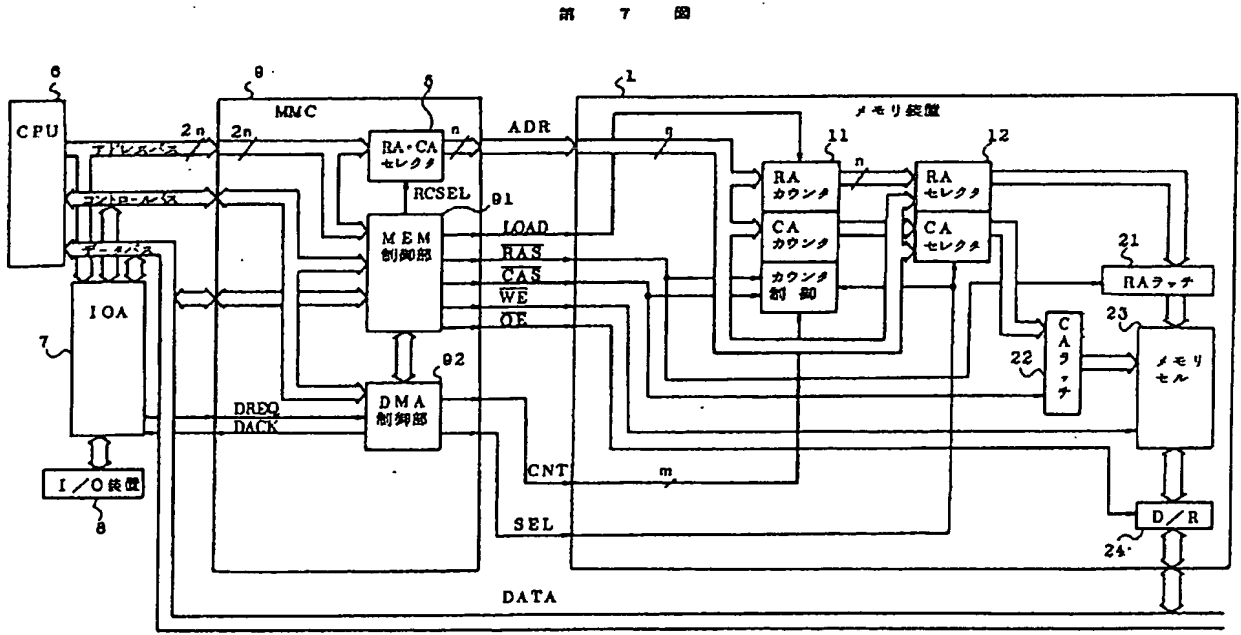 第 7 図
6
CPU
アドレスバス
2n
コントロールバス
データバス
IOA
7
I/O装置
8
9
MMC
2n
5
RA・CA
セレクタ
n
RCSEL
91
MEM
制御部
92
DMA
制御部
DREQ
DACK
ADR
LOAD
RAS
CAS
WE
OE
CNT
m
SEL
DATA
1
メモリ装置
n
11
RA
カウンタ
CA
カウンタ
カウンタ
制御
n
12
RA
セレクタ
CA
セレクタ
21
RAラッチ
22
CAラッチ
23
メモリ
セル
D/R
24